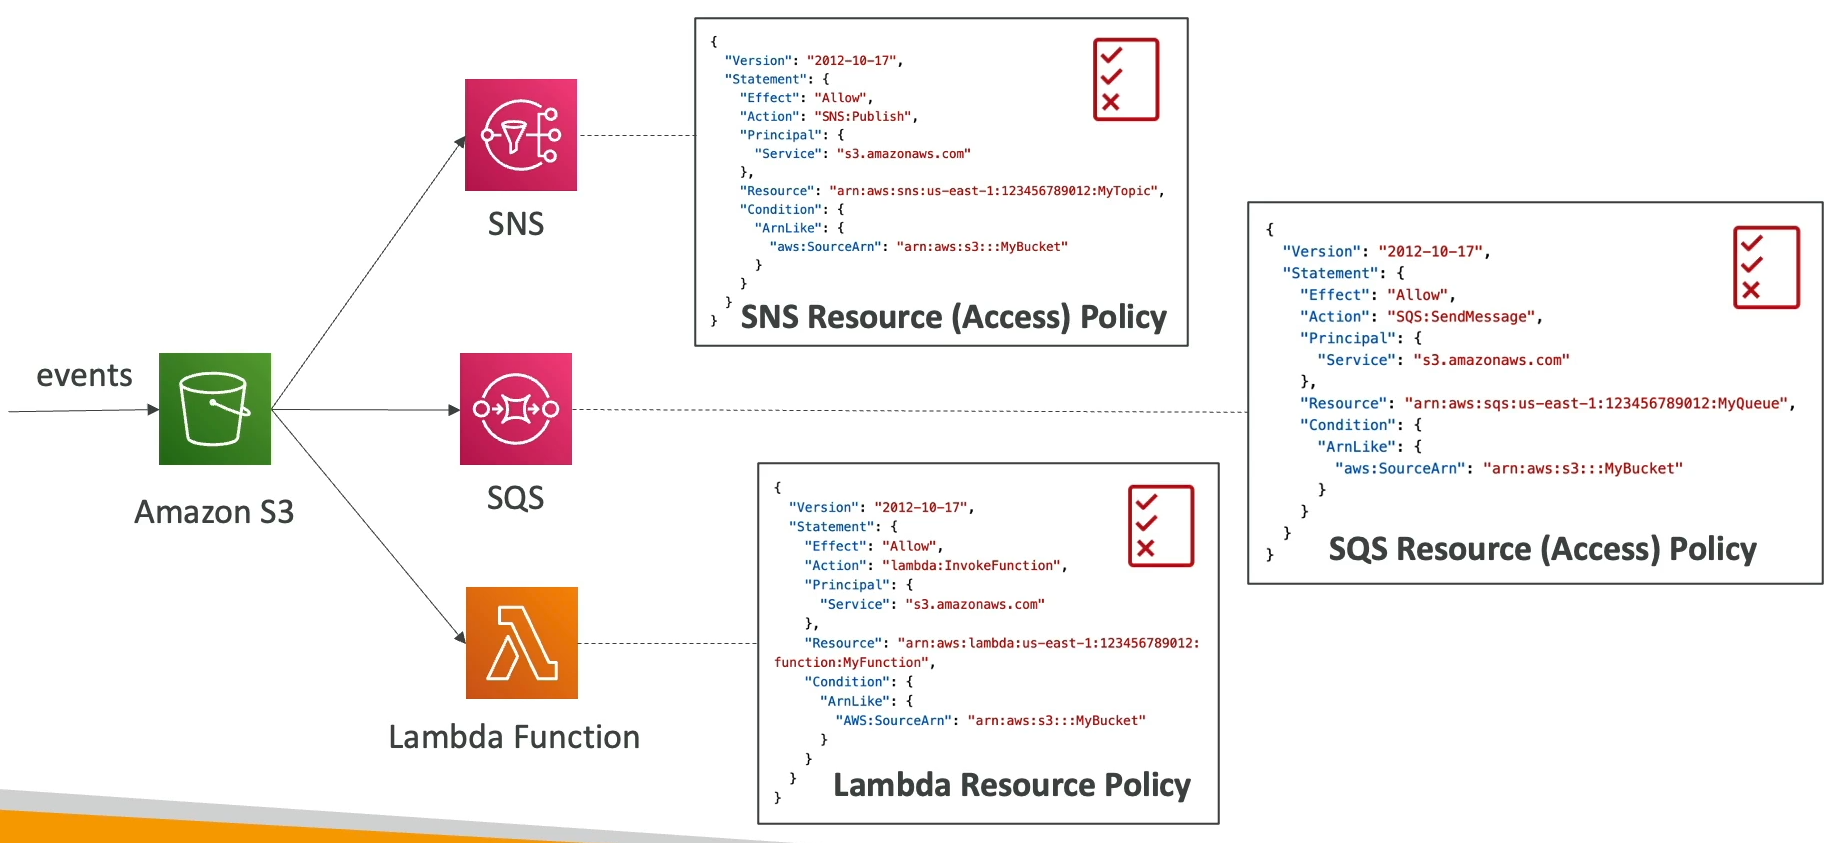 events
Amazon S3
SNS
SQS
Lambda Function
{
"Version": "2012-10-17",
"Statement": {
"Effect": "Allow",
"Action": "SNS:Publish",
"Principal": {
"Service": "s3.amazonaws.com"
},
"Resource": "arn:aws:sns:us-east-1:123456789012:MyTopic",
"Condition": {
"ArnLike": {
"aws:SourceArn": "arn:aws:s3:::MyBucket"
}
}
}
}
SNS Resource (Access) Policy
{
"Version": "2012-10-17",
"Statement": {
"Effect": "Allow",
"Action": "SQS:SendMessage",
"Principal": {
"Service": "s3.amazonaws.com"
},
"Resource": "arn:aws:sqs:us-east-1:123456789012:MyQueue",
"Condition": {
"ArnLike": {
"aws:SourceArn": "arn:aws:s3:::MyBucket"
}
}
}
}
SQS Resource (Access) Policy
{
"Version": "2012-10-17",
"Statement": {
"Effect": "Allow",
"Action": "lambda:InvokeFunction",
"Principal": {
"Service": "s3.amazonaws.com"
},
"Resource": "arn:aws:lambda:us-east-1:123456789012:
function:MyFunction",
"Condition": {
"ArnLike": {
"AWS:SourceArn": "arn:aws:s3:::MyBucket"
}
}
}
}
Lambda Resource Policy